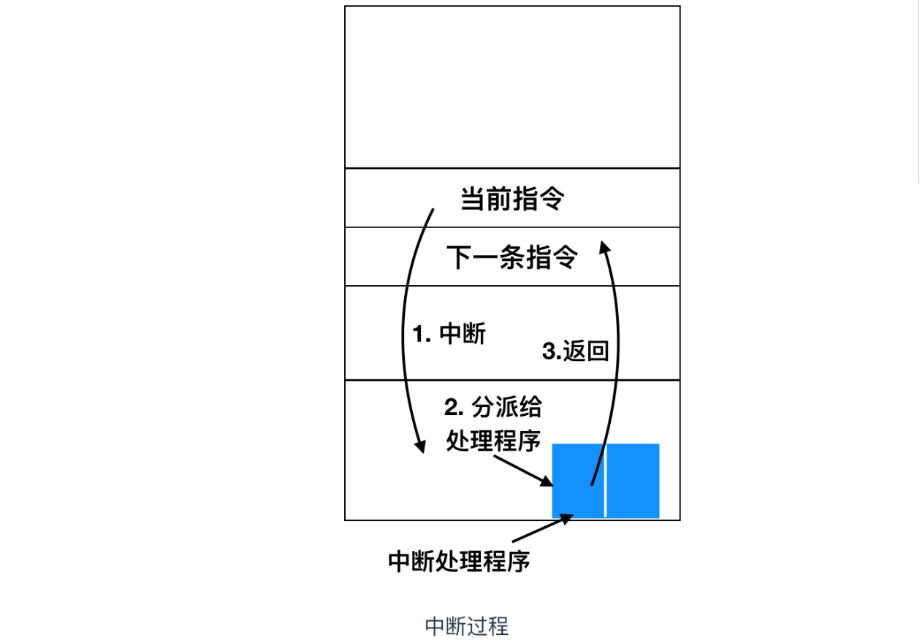 当前指令
下一条指令
1. 中断
3.返回
2. 分派给
处理程序
中断处理程序
中断过程